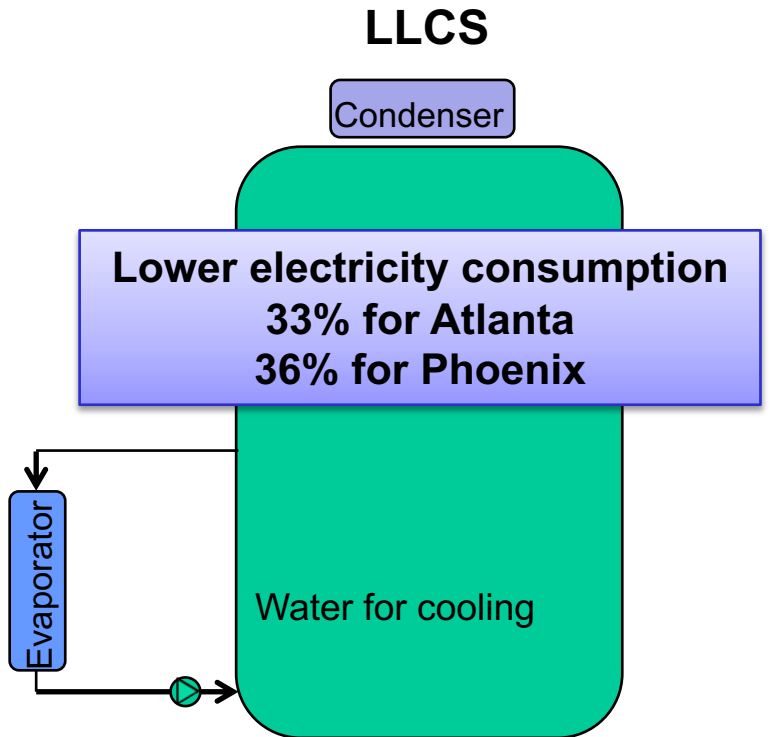 LLCS
Condenser
Lower electricity consumption
33% for Atlanta
36% for Phoenix
Evaporator
Water for cooling